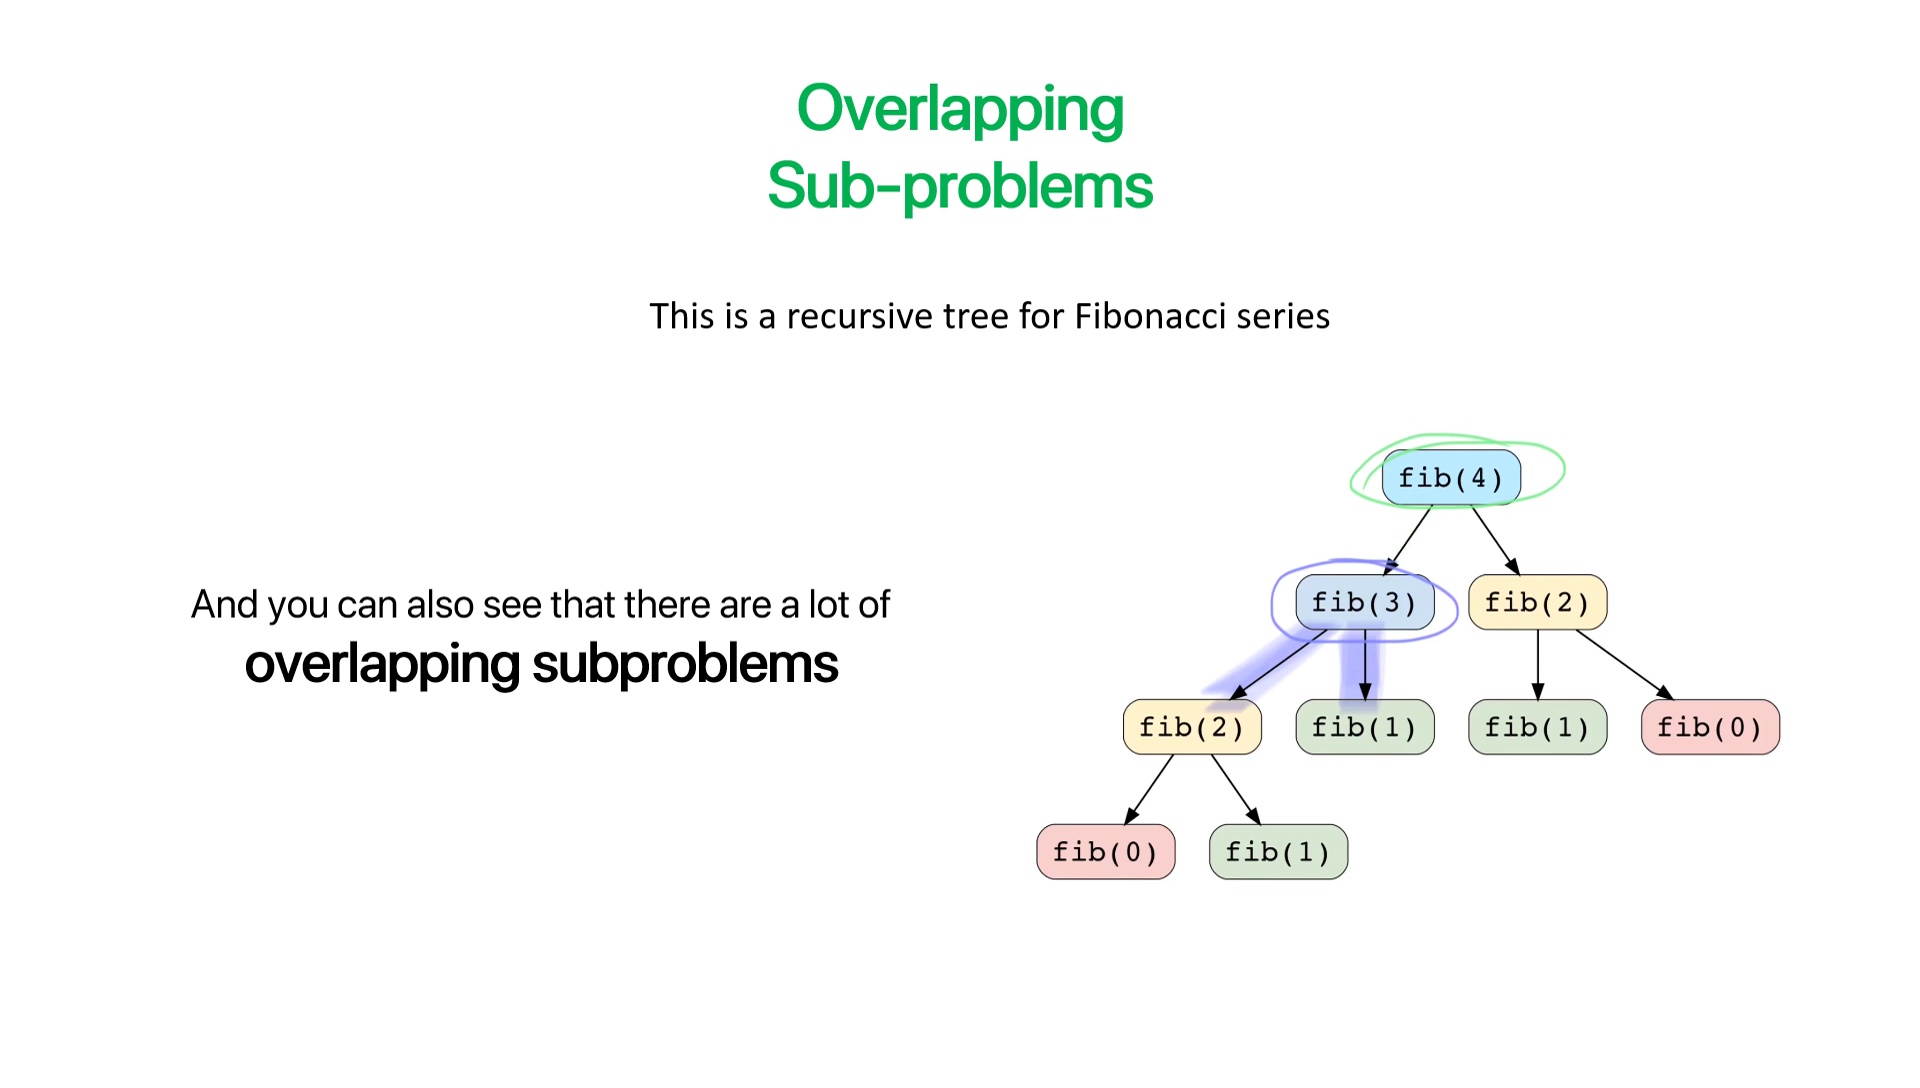 Overlapping
Sub-problems
This is a recursive tree for Fibonacci series
And you can also see that there are a lot of
overlapping subproblems
fib(4)
fib(3)
fib(2)
fib(2)
fib(1)
fib(1)
fib(0)
fib(0)
fib(1)